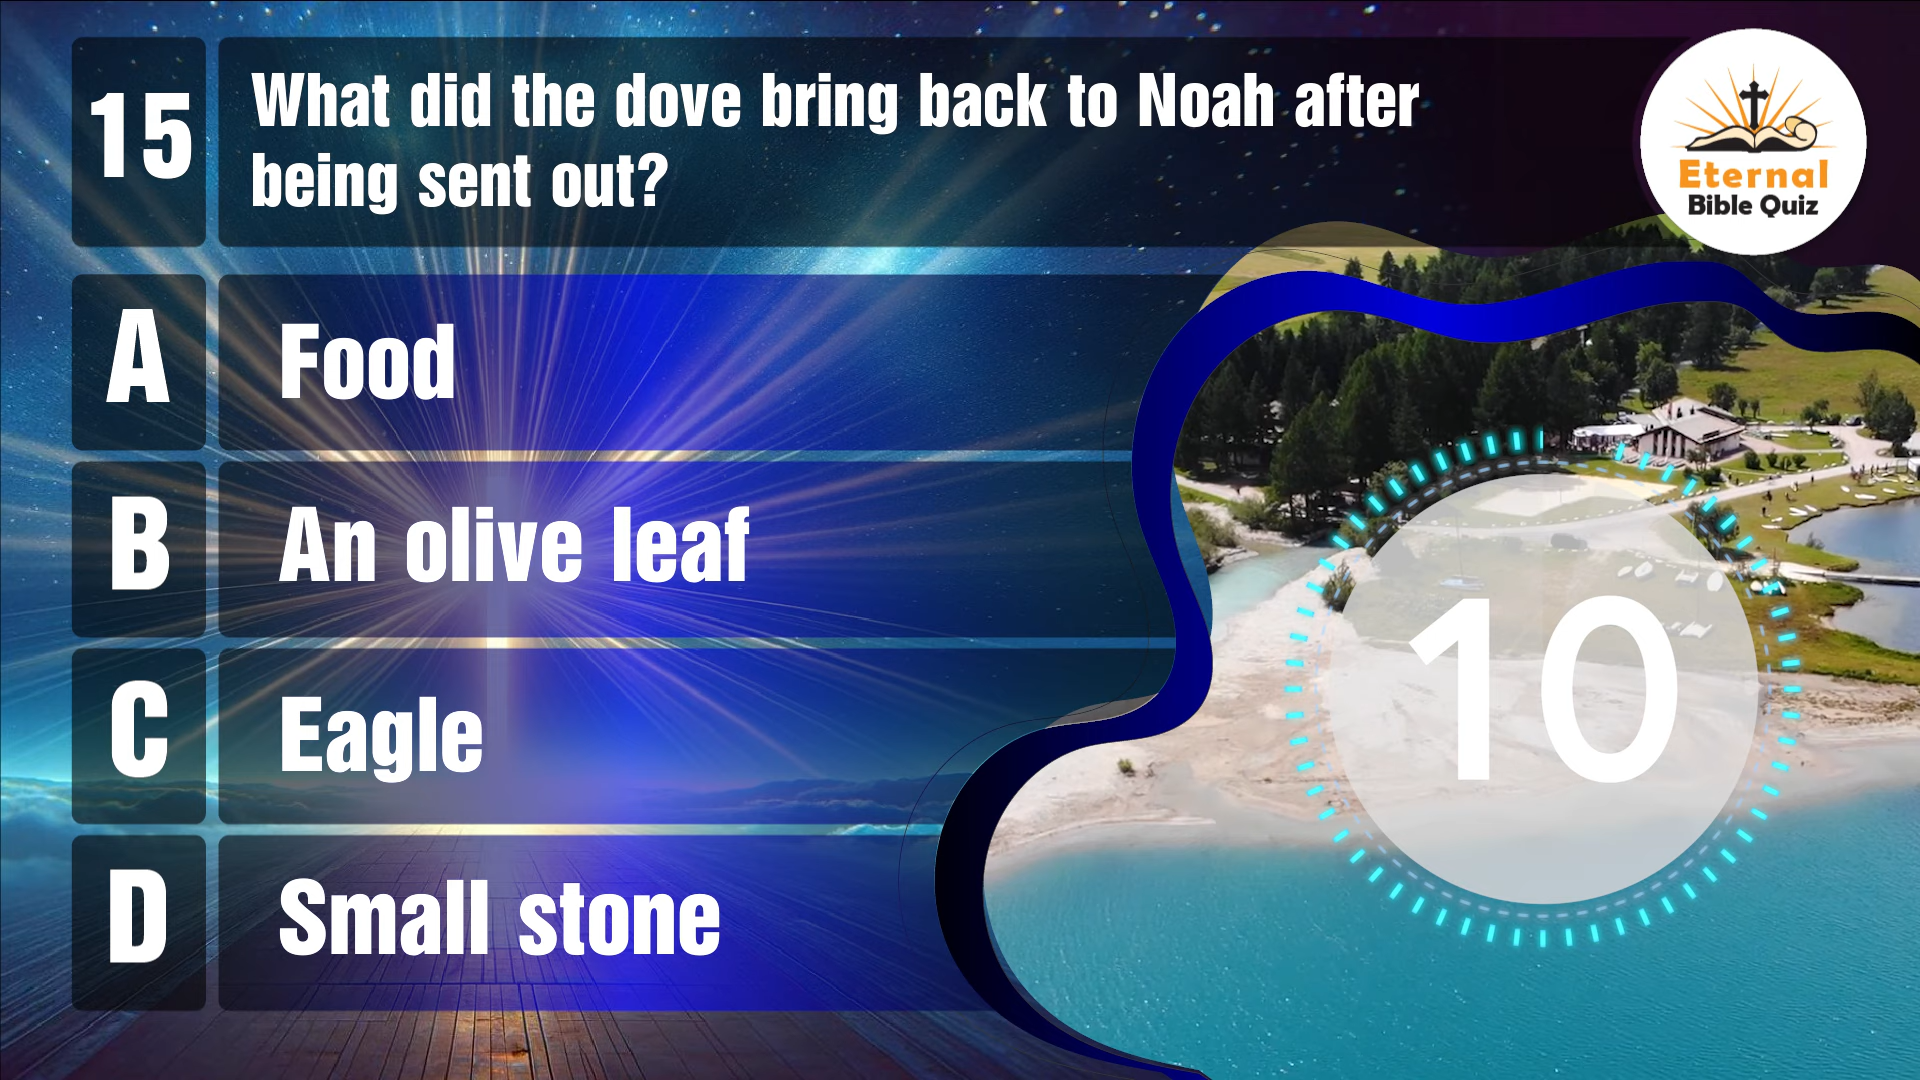 15
What did the dove bring back to Noah after
being sent out?
Eternal
Bible Quiz
A
Food
B
An olive leaf
C
Eagle
D
Small stone
10